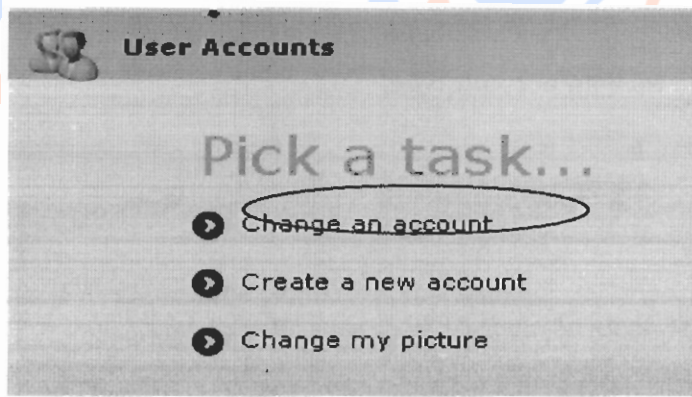 User Accounts
Pick a task...
Change an account
Create a new account
Change my picture